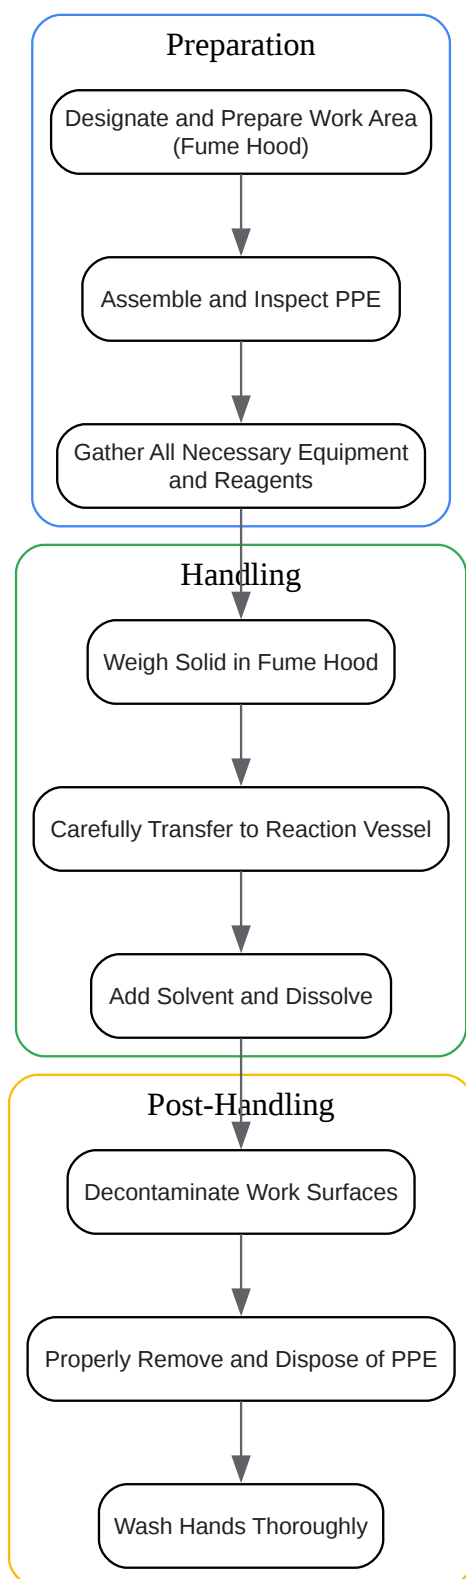 Preparation
Designate and Prepare Work Area
(Fume Hood)
Assemble and Inspect PPE
Gather All Necessary Equipment
and Reagents
Handling
Weigh Solid in Fume Hood
Carefully Transfer to Reaction Vessel
Add Solvent and Dissolve
Post-Handling
Decontaminate Work Surfaces
Properly Remove and Dispose of PPE
Wash Hands Thoroughly